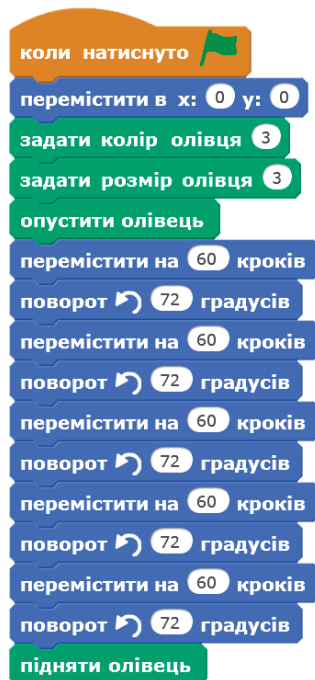 коли натиснуто
перемістити в x: 0 y: 0
задати колір олівця 3
задати розмір олівця 3
опустити олівець
перемістити на 60 кроків
поворот 72 градусів
перемістити на 60 кроків
поворот 72 градусів
перемістити на 60 кроків
поворот 72 градусів
перемістити на 60 кроків
поворот 72 градусів
перемістити на 60 кроків
поворот 72 градусів
підняти олівець